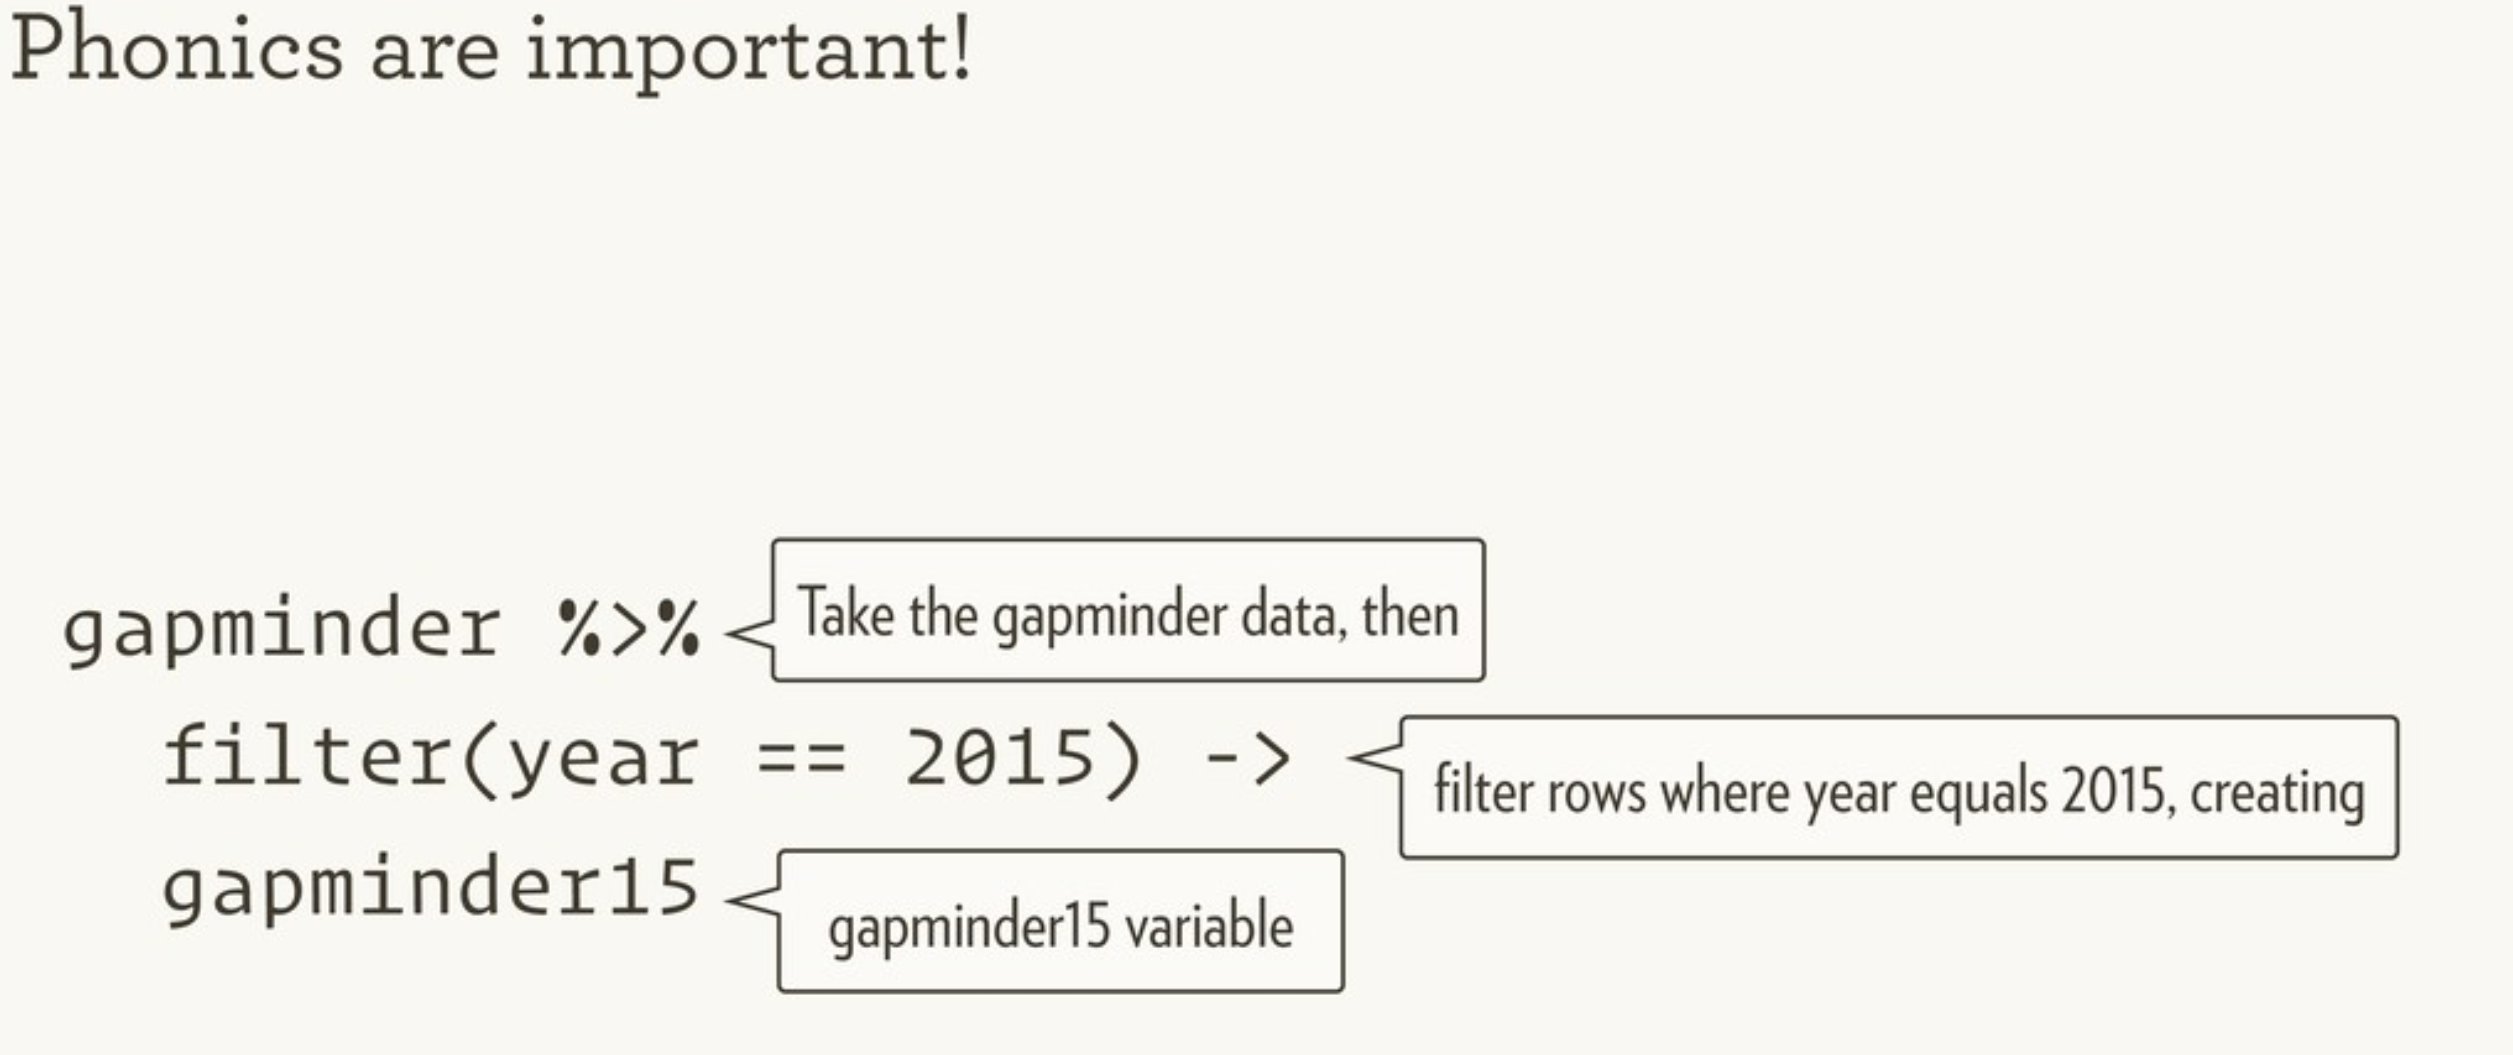 Phonics are important!
gapminder %>%
Take the gapminder data, then
filter(year == 2015) ->
filter rows where year equals 2015, creating
gapminder15
gapminder15 variable